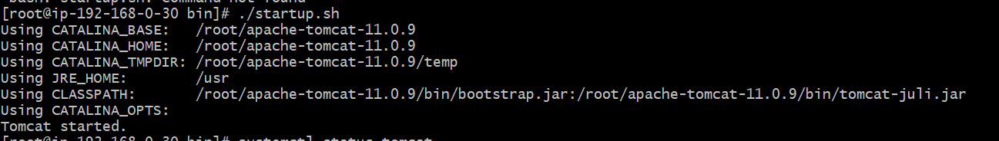 bash: startup.sh: command not found
[root@ip-192-168-0-30 bin]# ./startup.sh
Using CATALINA_BASE:   /root/apache-tomcat-11.0.9
Using CATALINA_HOME:   /root/apache-tomcat-11.0.9
Using CATALINA_TMPDIR: /root/apache-tomcat-11.0.9/temp
Using JRE_HOME:        /usr
Using CLASSPATH:       /root/apache-tomcat-11.0.9/bin/bootstrap.jar:/root/apache-tomcat-11.0.9/bin/tomcat-juli.jar
Using CATALINA_OPTS:
Tomcat started.
[root@ip-192-168-0-30 bin]# systemctl status tomcat